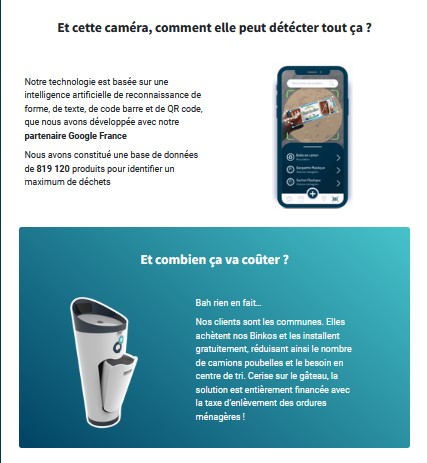 Et cette caméra, comment elle peut détecter tout ça ?
Notre technologie est basée sur une
intelligence artificielle de reconnaissance de
forme, de texte, de code barre et de QR code,
que nous avons développée avec notre
partenaire Google France
Nous avons constitué une base de données
de 819 120 produits pour identifier un
maximum de déchets
Et combien ça va coûter ?
Bah rien en fait...
Nos clients sont les communes. Elles
achètent nos Binkos et les installent
gratuitement, réduisant ainsi le nombre
de camions poubelles et le besoin en
centre de tri. Cerise sur le gâteau, la
solution est entièrement financée avec
la taxe d'enlèvement des ordures
ménagères !